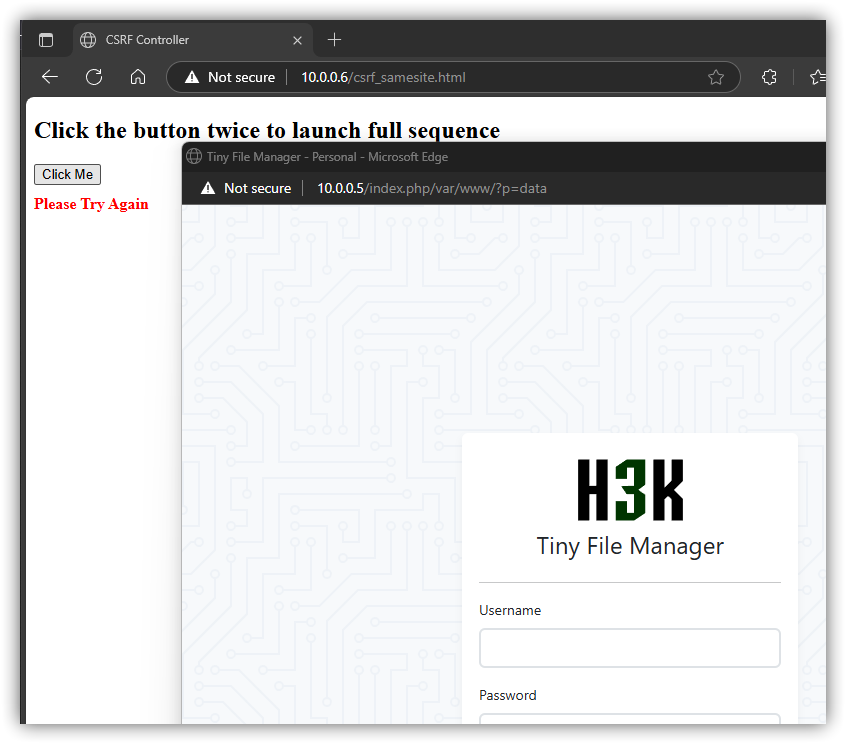 CSRF Controller
Not secure 10.0.0.6/csrf_samesite.html
Click the button twice to launch full sequence
Click Me
Please Try Again
Tiny File Manager - Personal - Microsoft Edge
Not secure 10.0.0.5/index.php/var/www/?p=data
H3K
Tiny File Manager
Username
Password